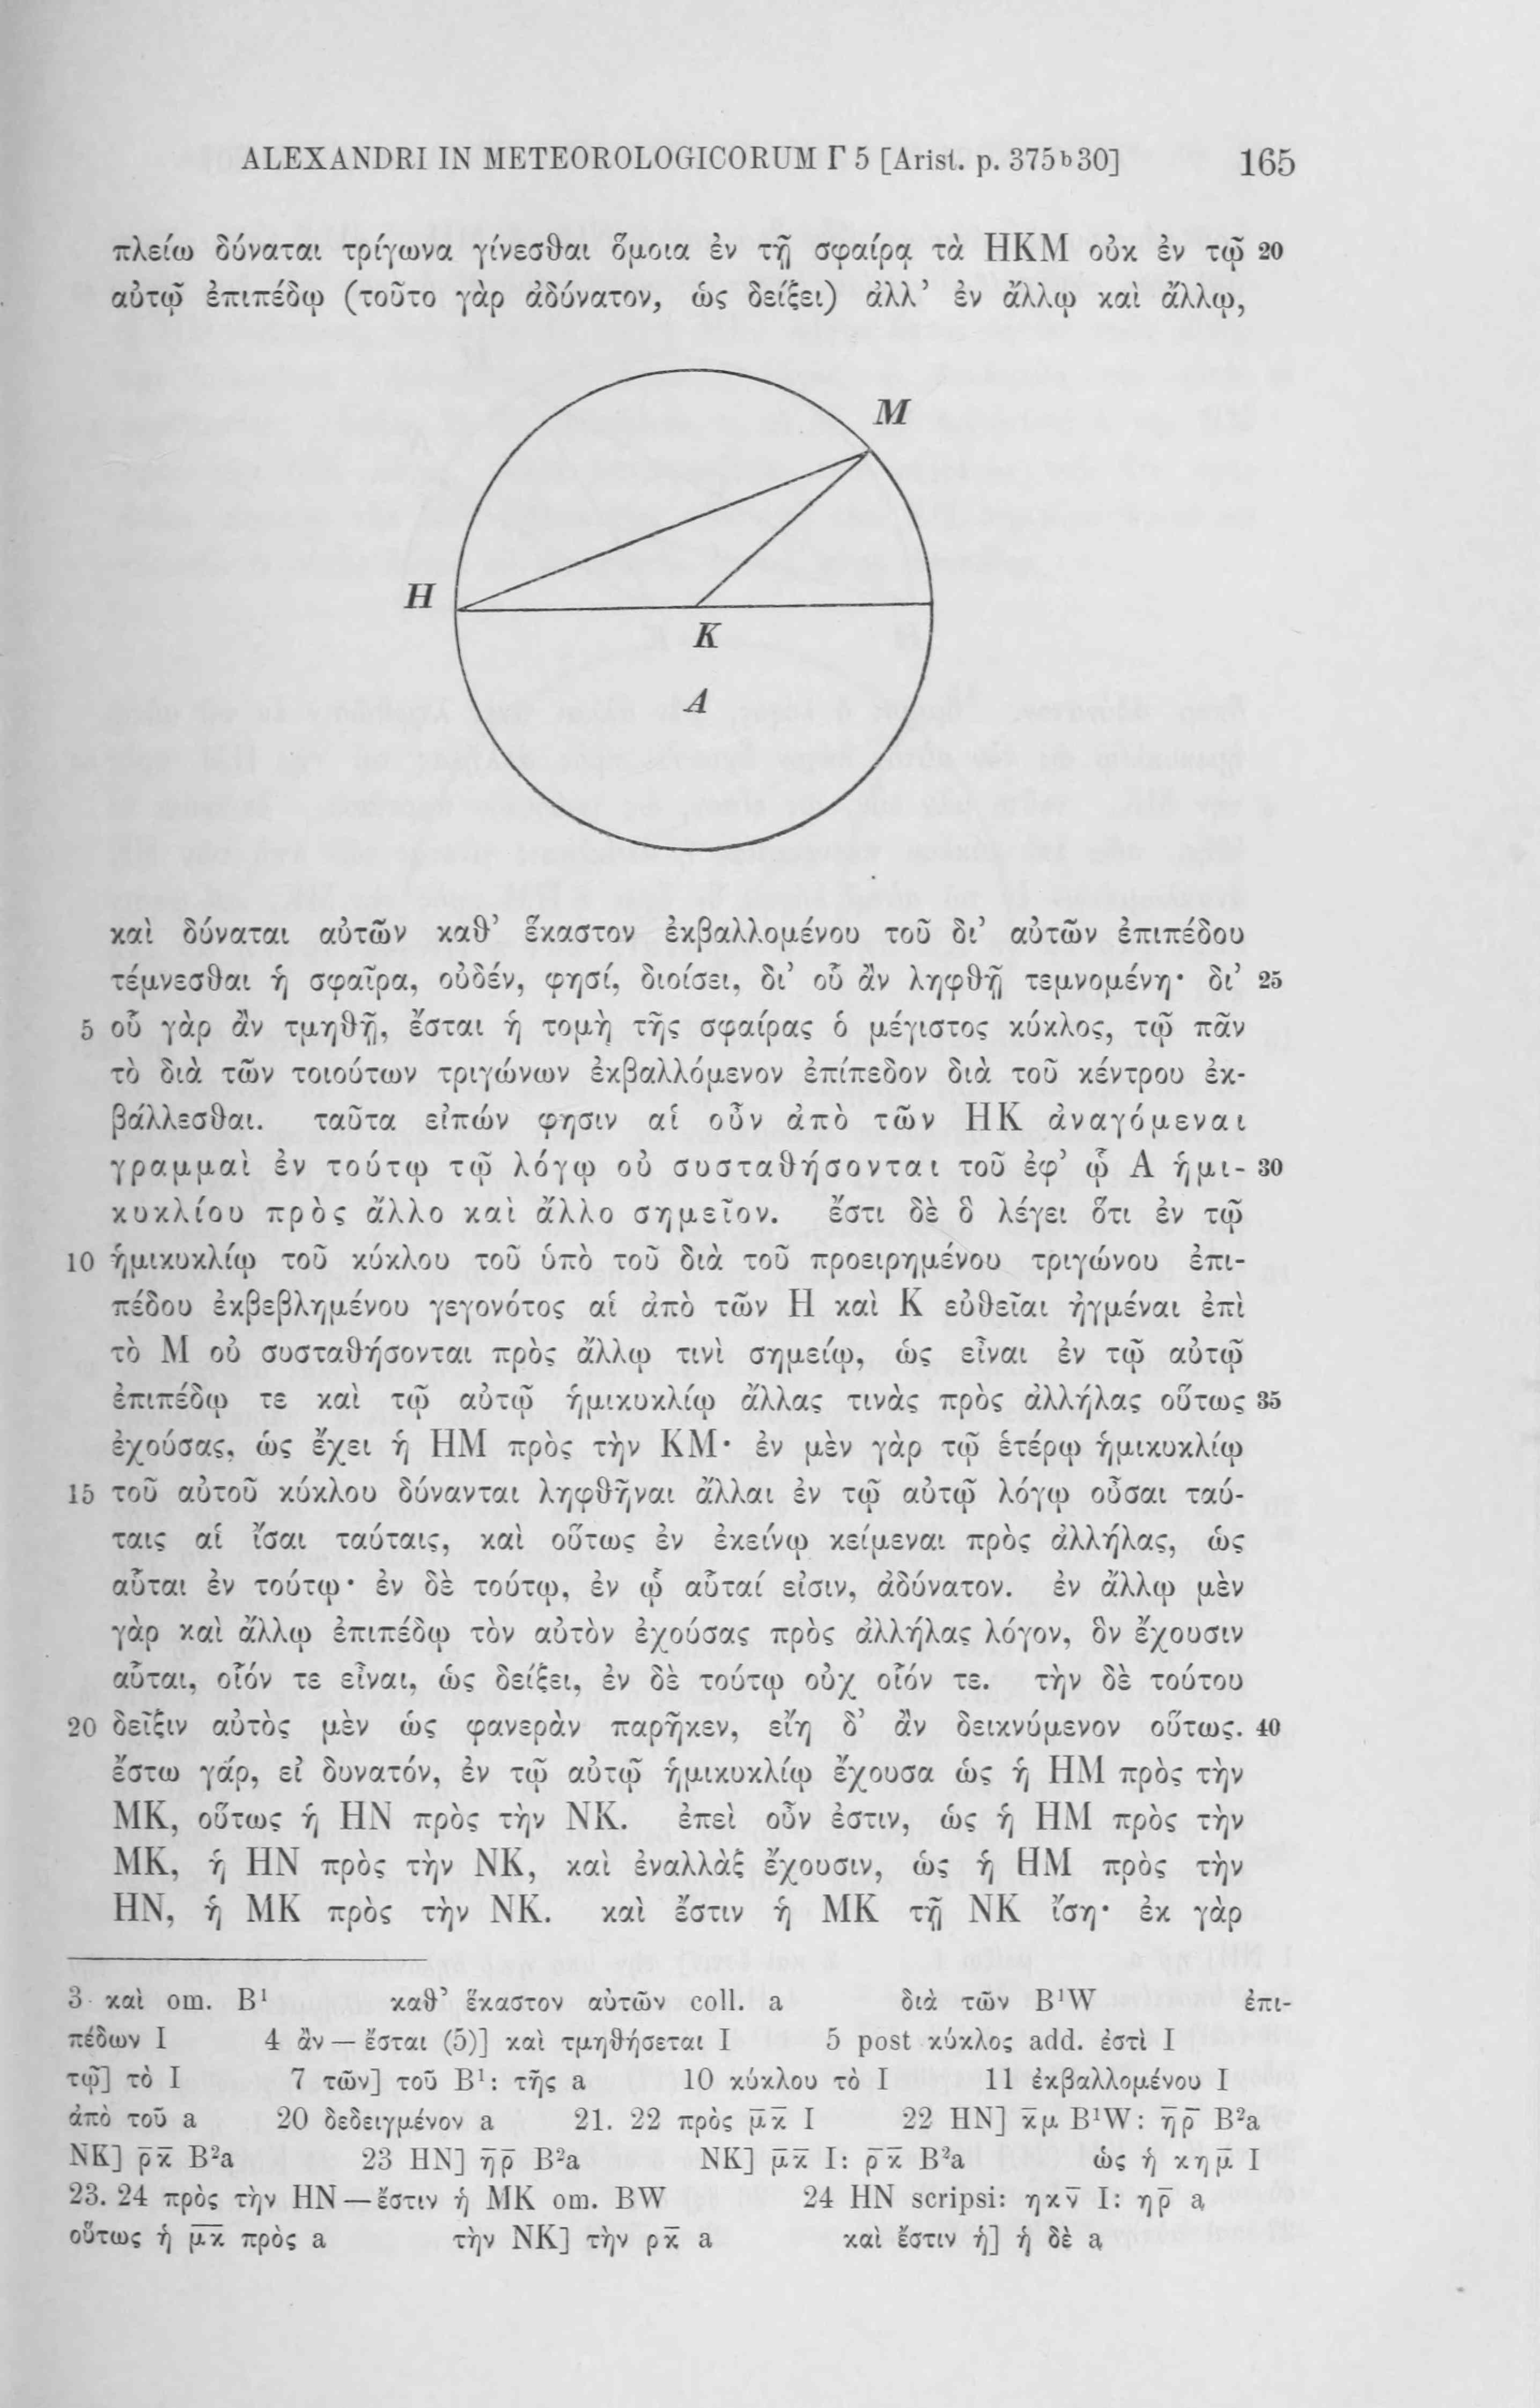 ALEXANDRI IN METEOROLOGICORUM Γ 5 [Arist. p. 375b30] 165
πλείω δύναται τρίγωνα γίνεσθαι ὅμοια ἐν τῇ σφαίρᾳ τὰ ΗΚΜ οὐκ ἐν τῷ 20
αὐτῷ ἐπιπέδῳ (τοῦτο γὰρ ἀδύνατον, ὡς δείξει) ἀλλ’ ἐν ἄλλῳ καὶ ἄλλῳ,
M
H
K
A
καὶ δύναται αὐτῶν καθ’ ἕκαστον ἐκβαλλομένου τοῦ δι’ αὐτῶν ἐπιπέδου
τέμνεσθαι ἡ σφαῖρα, οὐδέν, φησί, διοίσει, δι’ οὗ ἂν ληφθῇ τεμνομένη· δι’ 25
5 οὗ γὰρ ἂν τμηθῇ, ἔσται ἡ τομὴ τῆς σφαίρας ὁ μέγιστος κύκλος, τῷ πᾶν
τὸ διὰ τῶν τοιούτων τριγώνων ἐκβαλλόμενον ἐπίπεδον διὰ τοῦ κέντρου ἐκ-
βάλλεσθαι. ταῦτα εἰπών φησιν αἱ οὖν ἀπὸ τῶν ΗΚ ἀναγόμεναι
γραμμαὶ ἐν τούτῳ τῷ λόγῳ οὐ συσταθήσονται τοῦ ἐφ’ ᾧ Α ἡμι- 30
κυκλίου πρὸς ἄλλο καὶ ἄλλο σημεῖον. ἔστι δὲ ὃ λέγει ὅτι ἐν τῷ
10 ἡμικυκλίῳ τοῦ κύκλου τοῦ ὑπὸ τοῦ διὰ τοῦ προειρημένου τριγώνου ἐπι-
πέδου ἐκβεβλημένου γεγονότος αἱ ἀπὸ τῶν Η καὶ Κ εὐθεῖαι ἠγμέναι ἐπὶ
τὸ Μ οὐ συσταθήσονται πρὸς ἄλλῳ τινὶ σημείῳ, ὡς εἶναι ἐν τῷ αὐτῷ
ἐπιπέδῳ τε καὶ τῷ αὐτῷ ἡμικυκλίῳ ἄλλας τινὰς πρὸς ἀλλήλας οὕτως 35
ἐχούσας, ὡς ἔχει ἡ ΗΜ πρὸς τὴν ΚΜ· ἐν μὲν γὰρ τῷ ἑτέρῳ ἡμικυκλίῳ
15 τοῦ αὐτοῦ κύκλου δύνανται ληφθῆναι ἄλλαι ἐν τῷ αὐτῷ λόγῳ οὖσαι ταύ-
ταις αἱ ἴσαι ταύταις, καὶ οὕτως ἐν ἐκείνῳ κείμεναι πρὸς ἀλλήλας, ὡς
αὗται ἐν τούτῳ· ἐν δὲ τούτῳ, ἐν ᾧ αὗταί εἰσιν, ἀδύνατον. ἐν ἄλλῳ μὲν
γὰρ καὶ ἄλλῳ ἐπιπέδῳ τὸν αὐτὸν ἐχούσας πρὸς ἀλλήλας λόγον, ὃν ἔχουσιν
αὗται, οἷόν τε εἶναι, ὡς δείξει, ἐν δὲ τούτῳ οὐχ οἷόν τε. τὴν δὲ τούτου
20 δεῖξιν αὐτὸς μὲν ὡς φανερὰν παρῆκεν, εἴη δ’ ἂν δεικνύμενον οὕτως. 40
ἔστω γάρ, εἰ δυνατόν, ἐν τῷ αὐτῷ ἡμικυκλίῳ ἔχουσα ὡς ἡ ΗΜ πρὸς τὴν
ΜΚ, οὕτως ἡ ΗΝ πρὸς τὴν ΝΚ. ἐπεὶ οὖν ἐστιν, ὡς ἡ ΗΜ πρὸς τὴν
ΜΚ, ἡ ΗΝ πρὸς τὴν ΝΚ, καὶ ἐναλλὰξ ἔχουσιν, ὡς ἡ ΗΜ πρὸς τὴν
ΗΝ, ἡ ΜΚ πρὸς τὴν ΝΚ. καὶ ἔστιν ἡ ΜΚ τῇ ΝΚ ἴση· ἐκ γὰρ
3 καὶ om. B¹ καθ’ ἕκαστον αὐτῶν coll. a διὰ τῶν B¹W ἐπι-
πέδων I 4 ἂν — ἔσται (5)] καὶ τμηθήσεται I 5 post κύκλος add. ἐστὶ I
τῷ] τὸ I 7 τῶν] τοῦ B¹: τῆς a 10 κύκλου τὸ I 11 ἐκβαλλομένου I
ἀπὸ τοῦ a 20 δεδειγμένον a 21. 22 πρὸς μ̅κ̅ I 22 ΗΝ] κ̅μ B¹W: η̅ρ̅ B²a
ΝΚ] ρ̅κ̅ B²a 23 ΗΝ] η̅ρ̅ B²a ΝΚ] μ̅κ̅ I: ρ̅κ̅ B²a ὡς ἡ κημ̅ I
23. 24 πρὸς τὴν ΗΝ — ἔστιν ἡ ΜΚ om. BW 24 ΗΝ scripsi: ηκν̅ I: ηρ̅ a
οὕτως ἡ μ̅κ̅ πρὸς a τὴν ΝΚ] τὴν ρκ̅ a καὶ ἔστιν ἡ] ἡ δὲ a